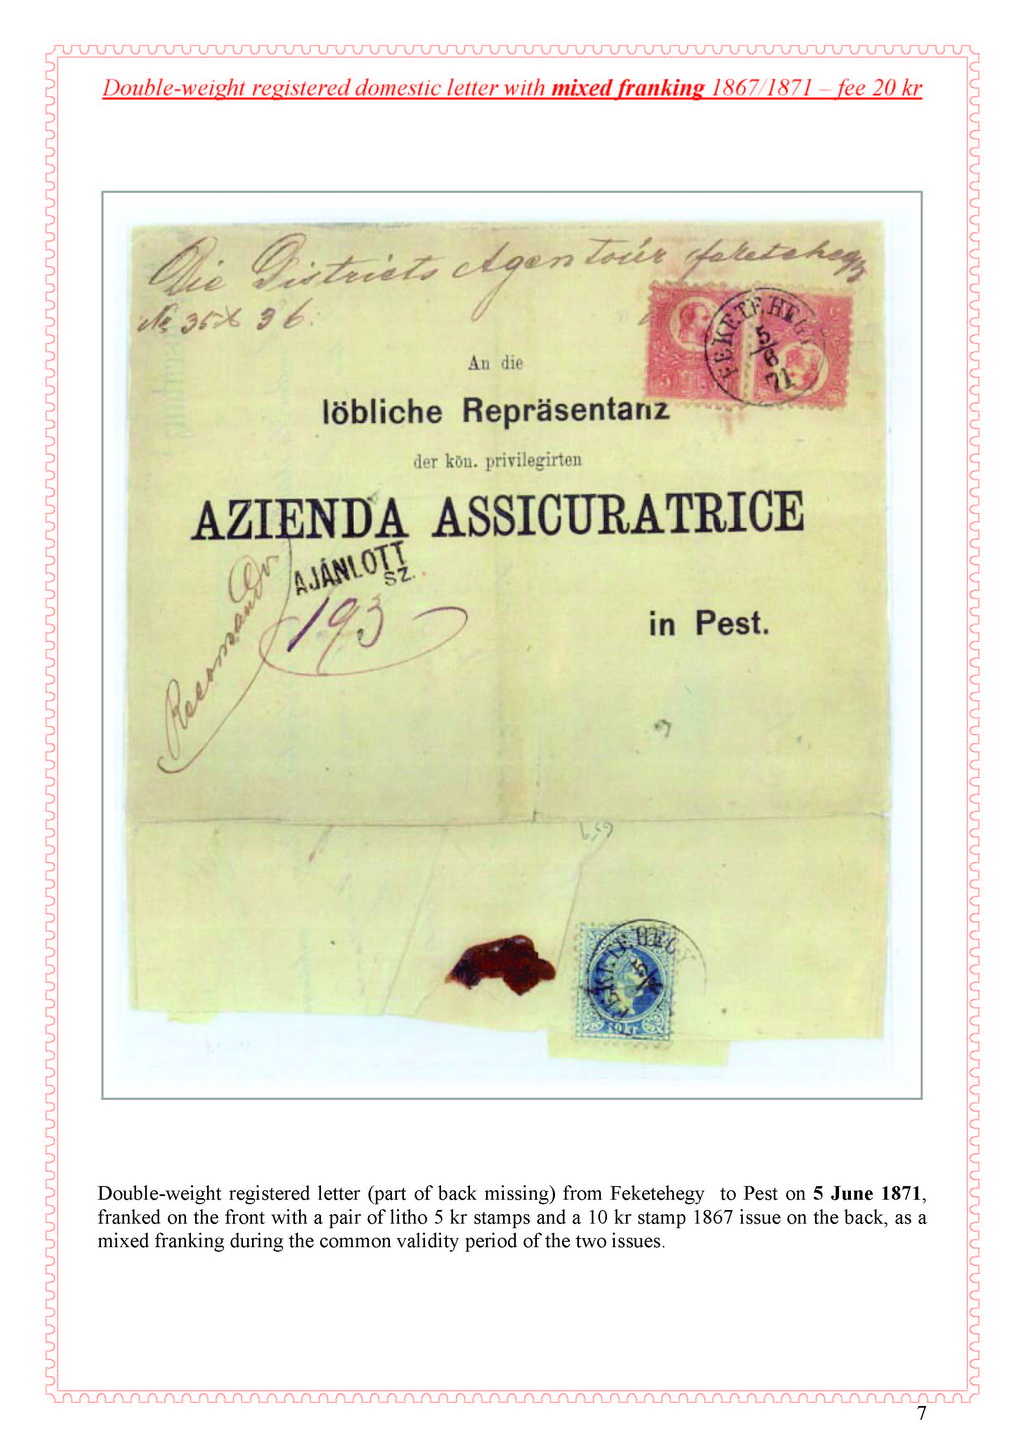 Double-weight registered domestic letter with mixed franking 1867/1871 – fee 20 kr
Die Districts Agentour feketehegy
№ 35
FEKETEHEGY
5/6
71
An die
löbliche Repräsentanz
der kön. privilegirten
AZIENDA ASSICURATRICE
AJÁNLOTT
SZ.
193
in Pest.
659
FEKETEHEGY
5/6
Double-weight registered letter (part of back missing) from Feketehegy to Pest on 5 June 1871,
franked on the front with a pair of litho 5 kr stamps and a 10 kr stamp 1867 issue on the back, as a
mixed franking during the common validity period of the two issues.
7